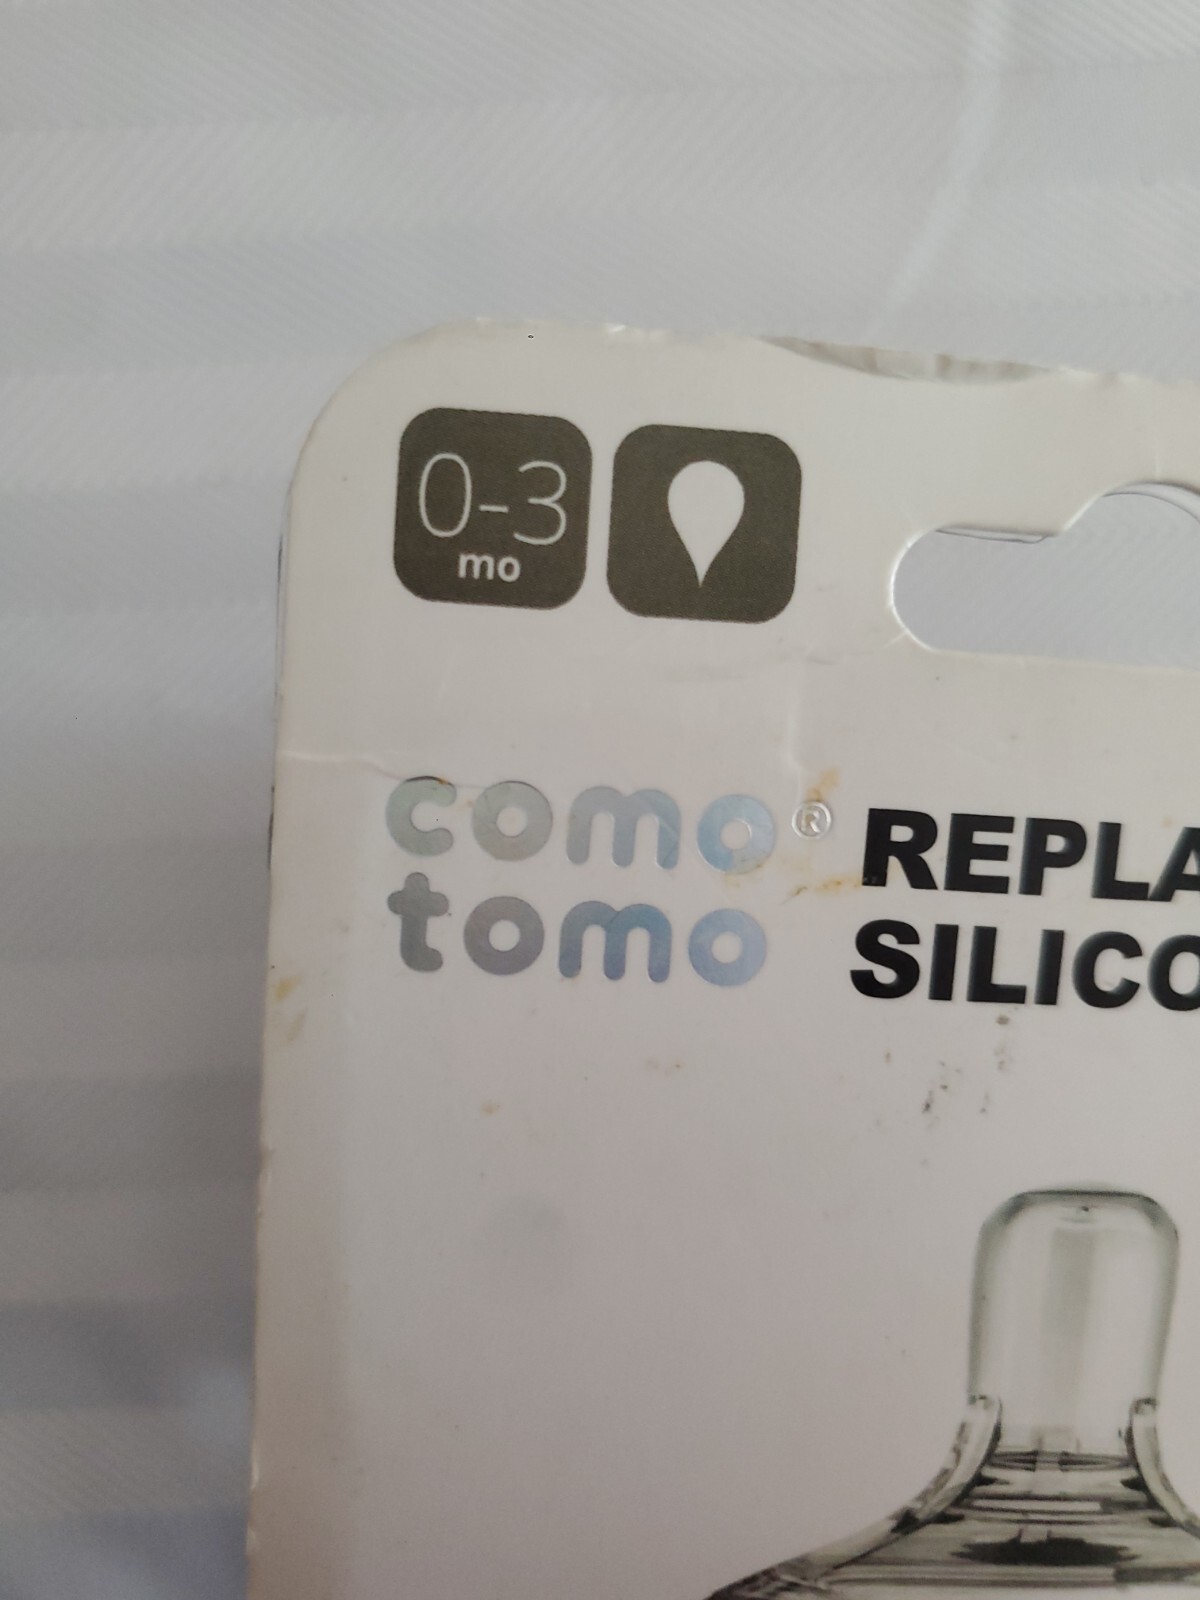 0-3
mo
como® REPLA
tomo SILICO